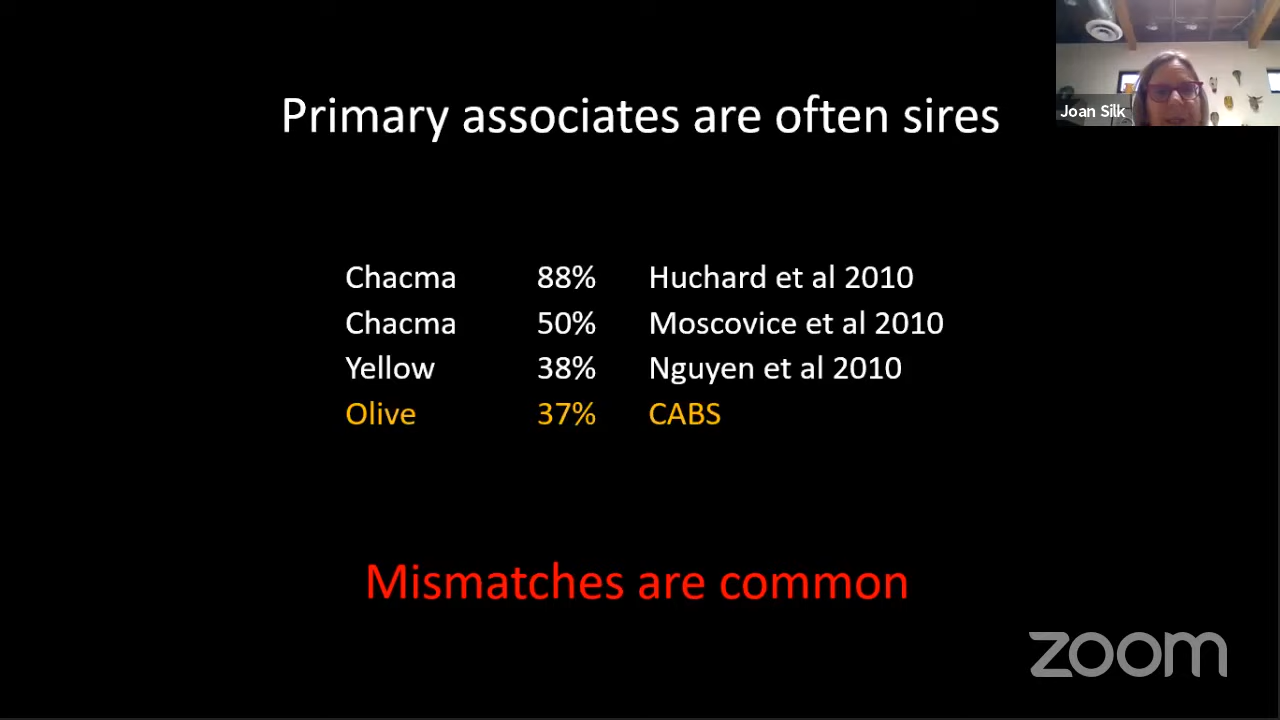 Primary associates are often sires
Joan Silk
Chacma 88% Huchard et al 2010
Chacma 50% Moscovice et al 2010
Yellow 38% Nguyen et al 2010
Olive 37% CABS
Mismatches are common
zoom